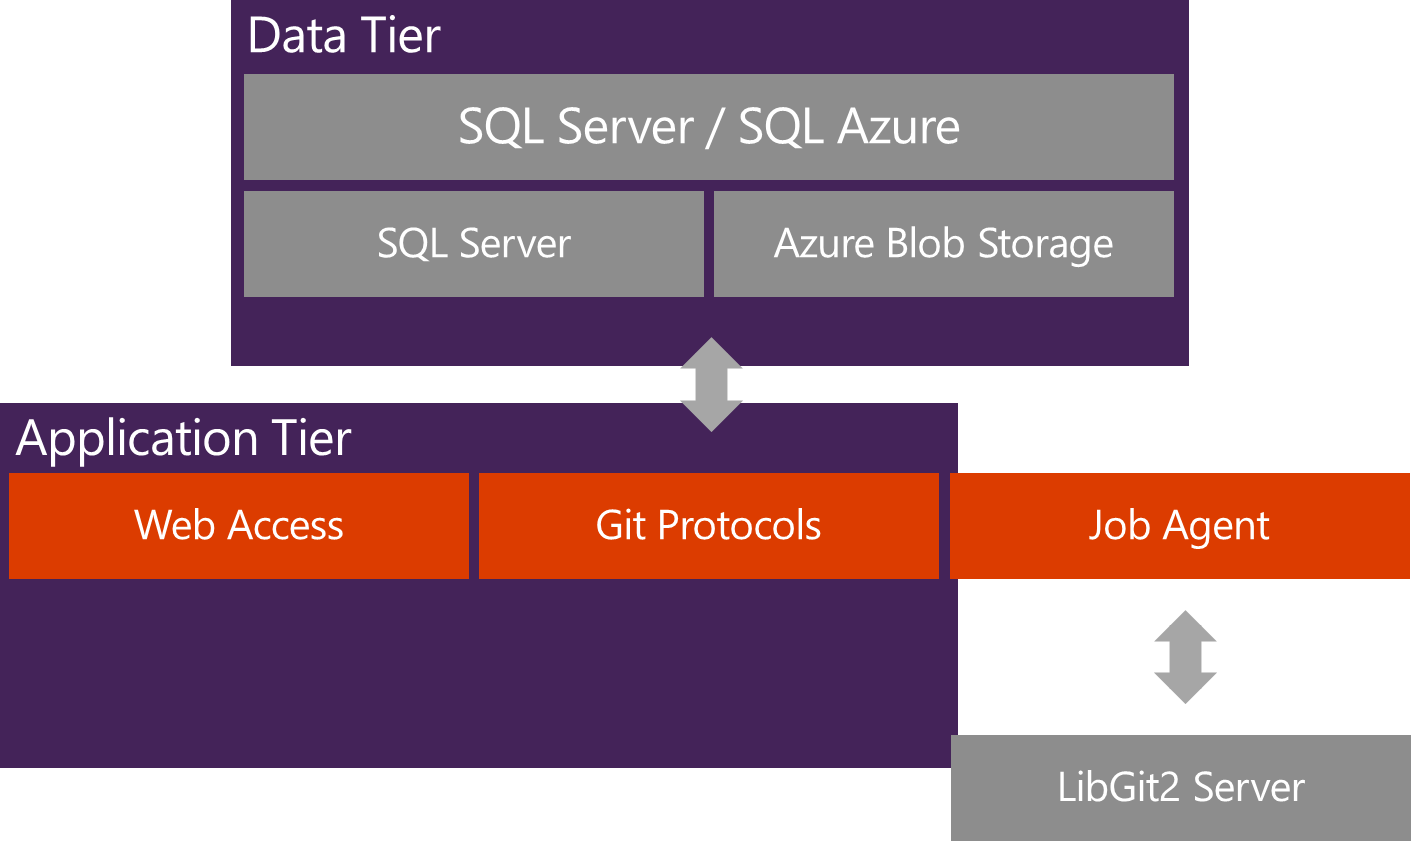 Data Tier
SQL Server / SQL Azure
SQL Server
Azure Blob Storage
Application Tier
Web Access
Git Protocols
Job Agent
LibGit2 Server